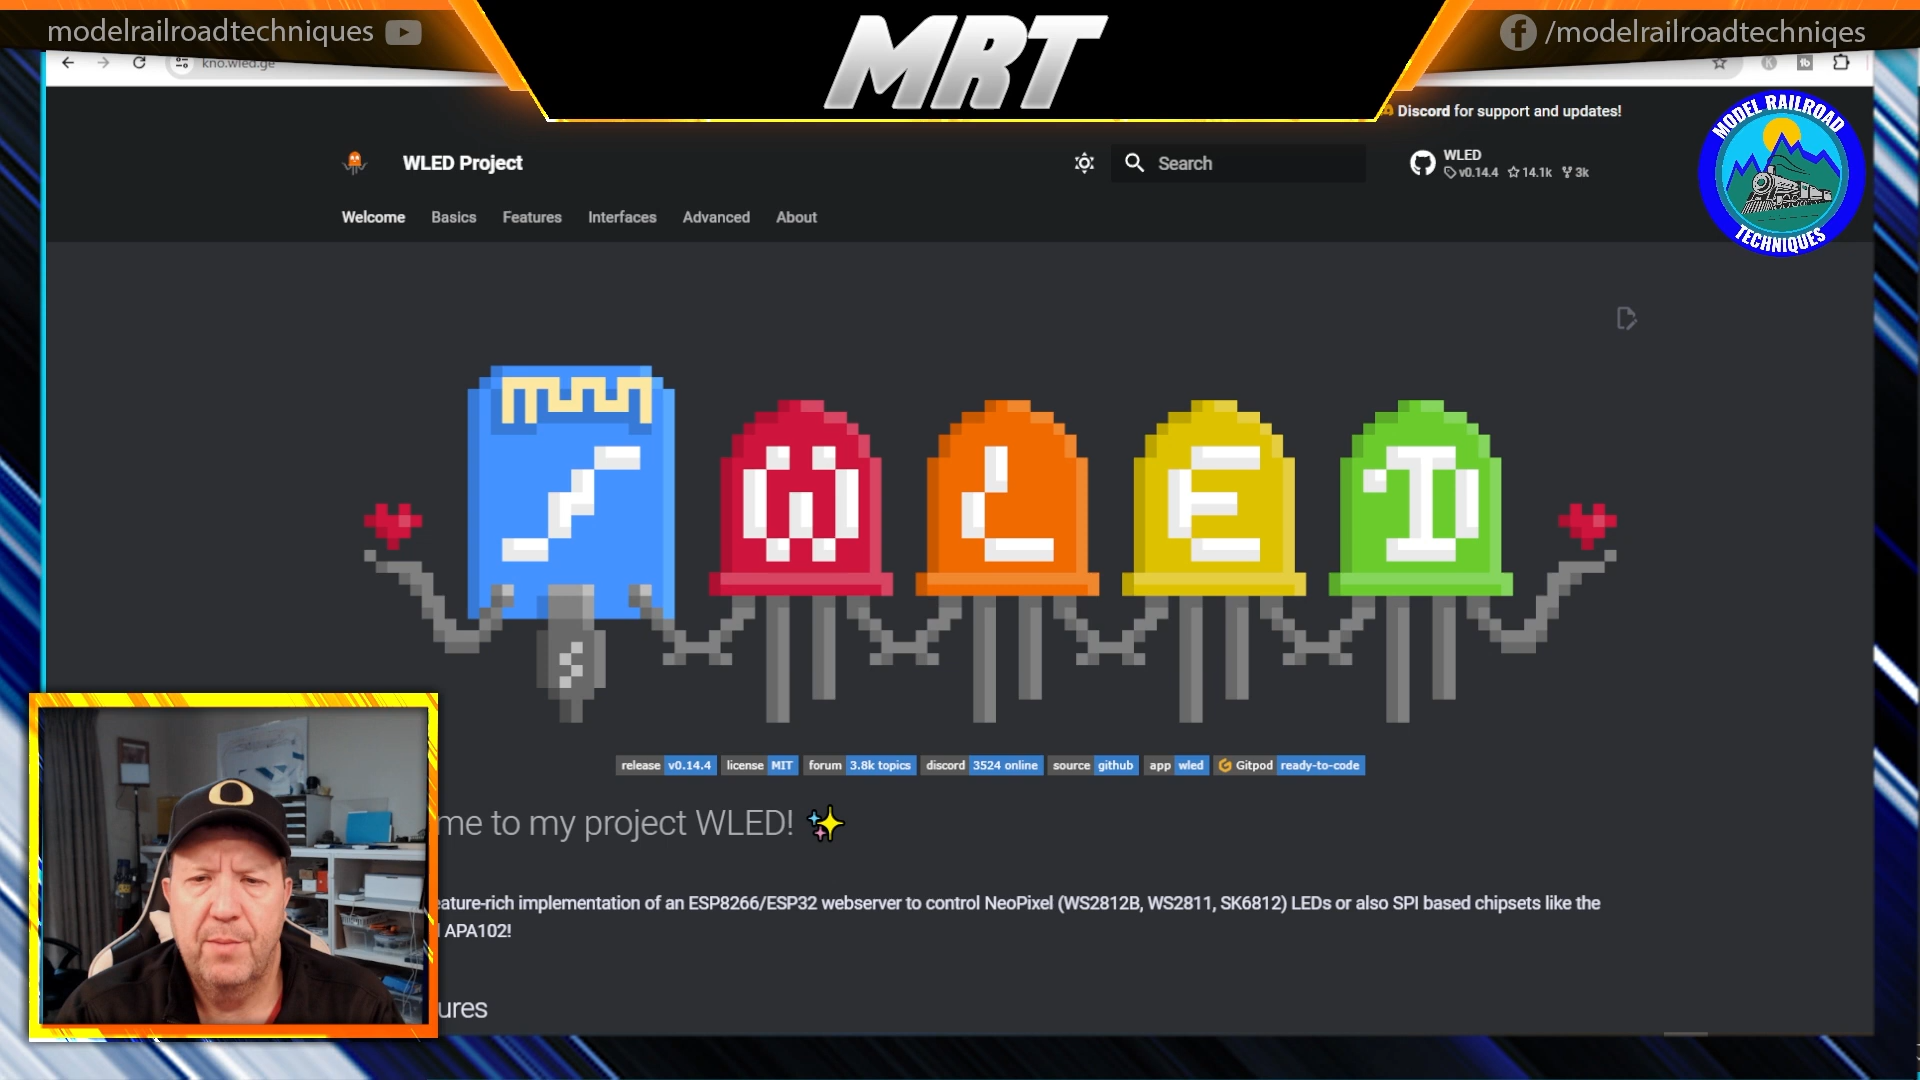 modelrailroadtechniques
MRT
/modelrailroadtechniqes
kno.wled.ge
Discord for support and updates!
MODEL RAILROAD
TECHNIQUES
WLED Project
Search
WLED
v0.14.4 14.1k 3k
Welcome Basics Features Interfaces Advanced About
WLED
release v0.14.4 license MIT forum 3.8k topics discord 3524 online source github app wled Gitpod ready-to-code
me to my project WLED!
eature-rich implementation of an ESP8266/ESP32 webserver to control NeoPixel (WS2812B, WS2811, SK6812) LEDs or also SPI based chipsets like the
APA102!
ures